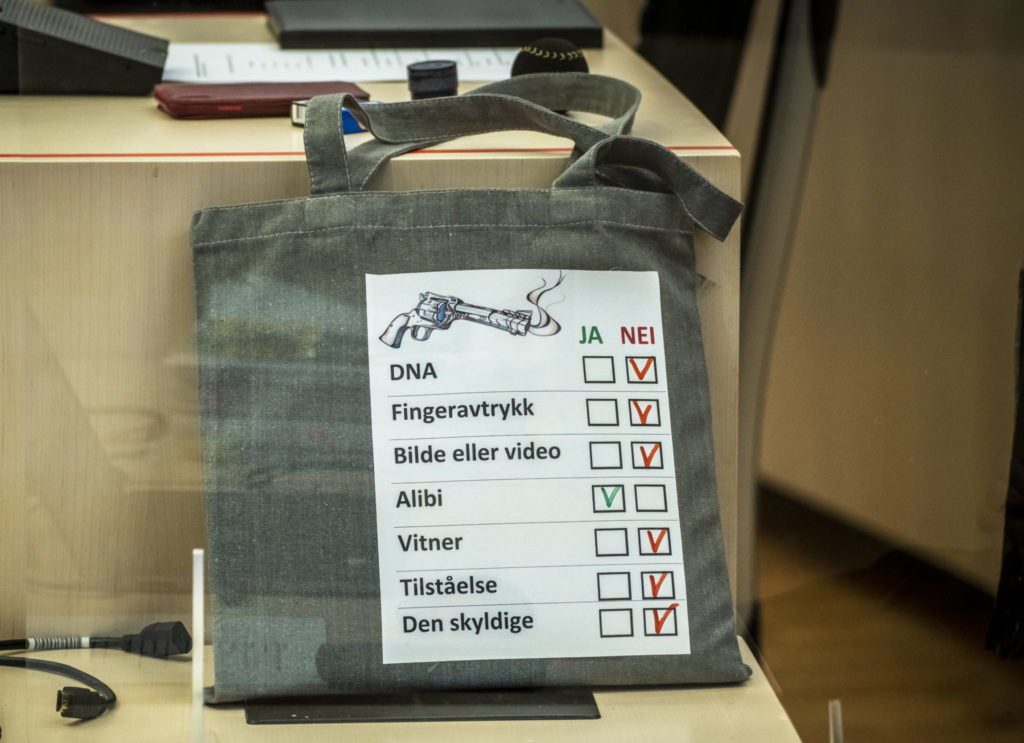 JA NEI
DNA
Fingeravtrykk
Bilde eller video
Alibi
Vitner
Tilståelse
Den skyldige